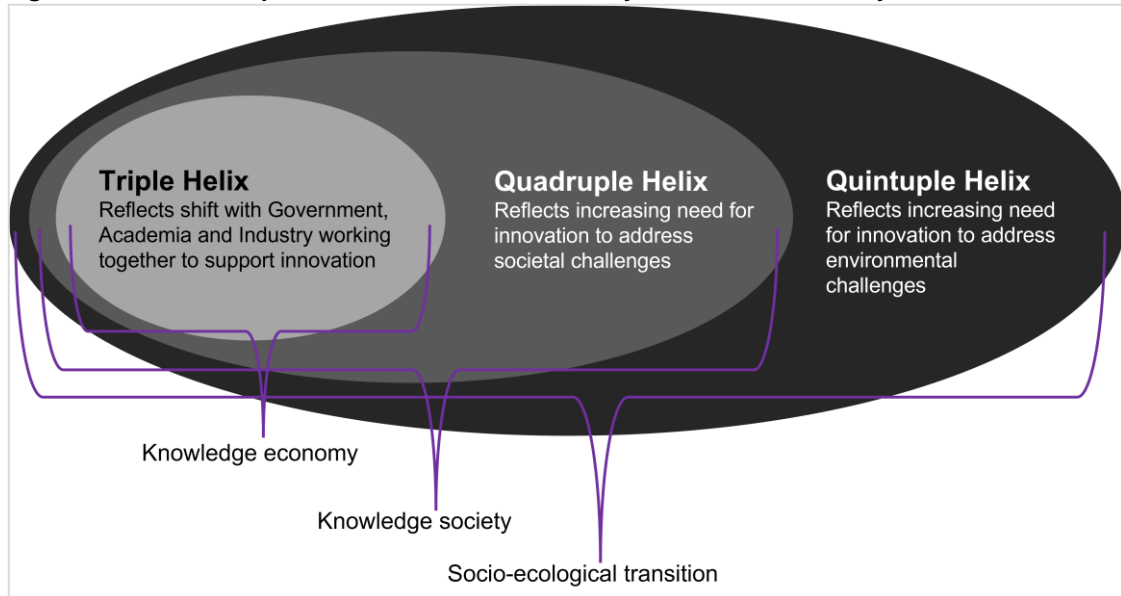 Triple Helix
Reflects shift with Government,
Academia and Industry working
together to support innovation
Quadruple Helix
Reflects increasing need for
innovation to address
societal challenges
Quintuple Helix
Reflects increasing need
for innovation to address
environmental
challenges
Knowledge economy
Knowledge society
Socio-ecological transition